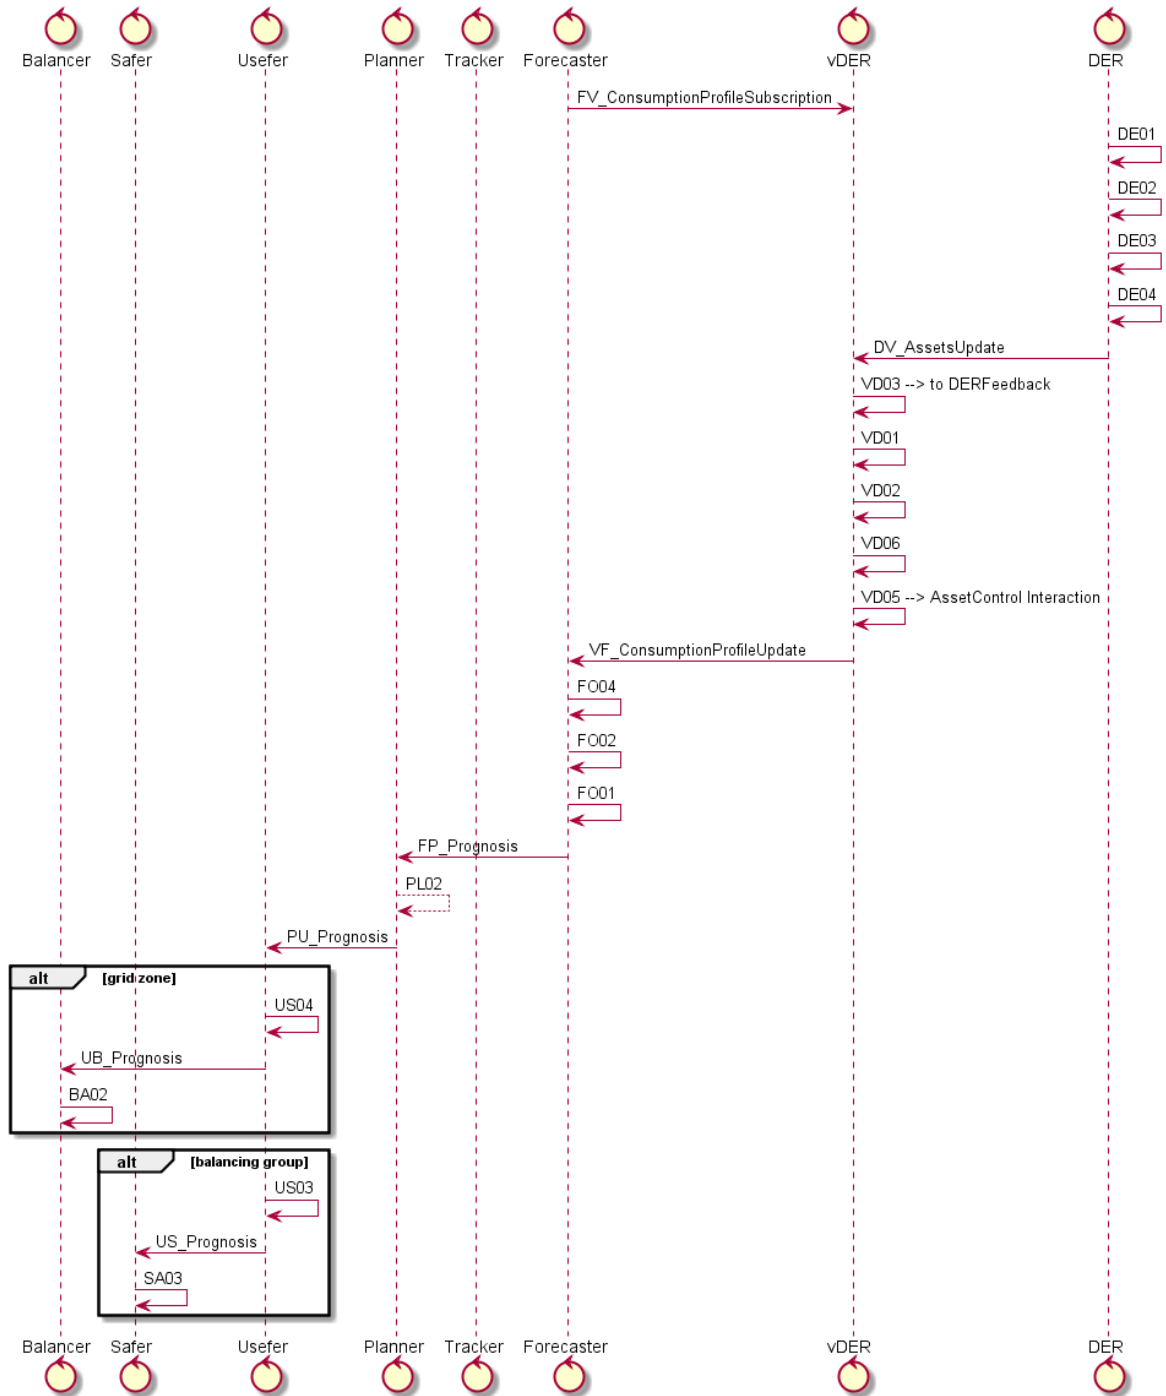 Balancer Safer Usefer Planner Tracker Forecaster vDER DER
FV_ConsumptionProfileSubscription
DE01
DE02
DE03
DE04
DV_AssetsUpdate
VD03 --> to DERFeedback
VD01
VD02
VD06
VD05 --> AssetControl Interaction
VF_ConsumptionProfileUpdate
FO04
FO02
FO01
FP_Prognosis
PL02
PU_Prognosis
alt [grid zone]
US04
UB_Prognosis
BA02
alt [balancing group]
US03
US_Prognosis
SA03
Balancer Safer Usefer Planner Tracker Forecaster vDER DER